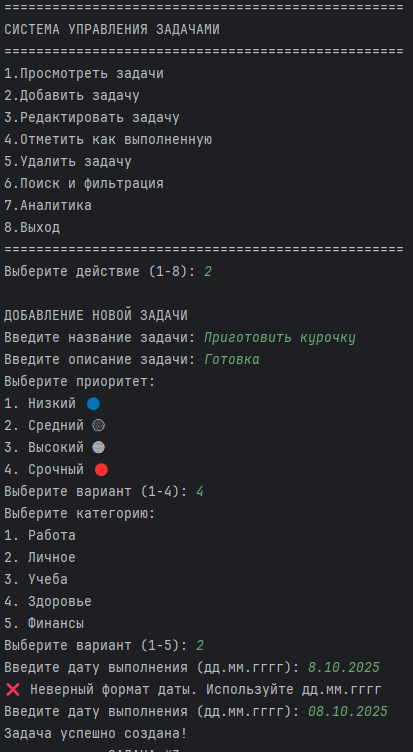 ==================================================
СИСТЕМА УПРАВЛЕНИЯ ЗАДАЧАМИ
==================================================
1.Просмотреть задачи
2.Добавить задачу
3.Редактировать задачу
4.Отметить как выполненную
5.Удалить задачу
6.Поиск и фильтрация
7.Аналитика
8.Выход
==================================================
Выберите действие (1-8): 2
ДОБАВЛЕНИЕ НОВОЙ ЗАДАЧИ
Введите название задачи: Приготовить курочку
Введите описание задачи: Готовка
Выберите приоритет:
1. Низкий 🔵
2. Средний 🟡
3. Высокий 🟠
4. Срочный 🔴
Выберите вариант (1-4): 4
Выберите категорию:
1. Работа
2. Личное
3. Учеба
4. Здоровье
5. Финансы
Выберите вариант (1-5): 2
Введите дату выполнения (дд.мм.гггг): 8.10.2025
❌ Неверный формат даты. Используйте дд.мм.гггг
Введите дату выполнения (дд.мм.гггг): 08.10.2025
Задача успешно создана!